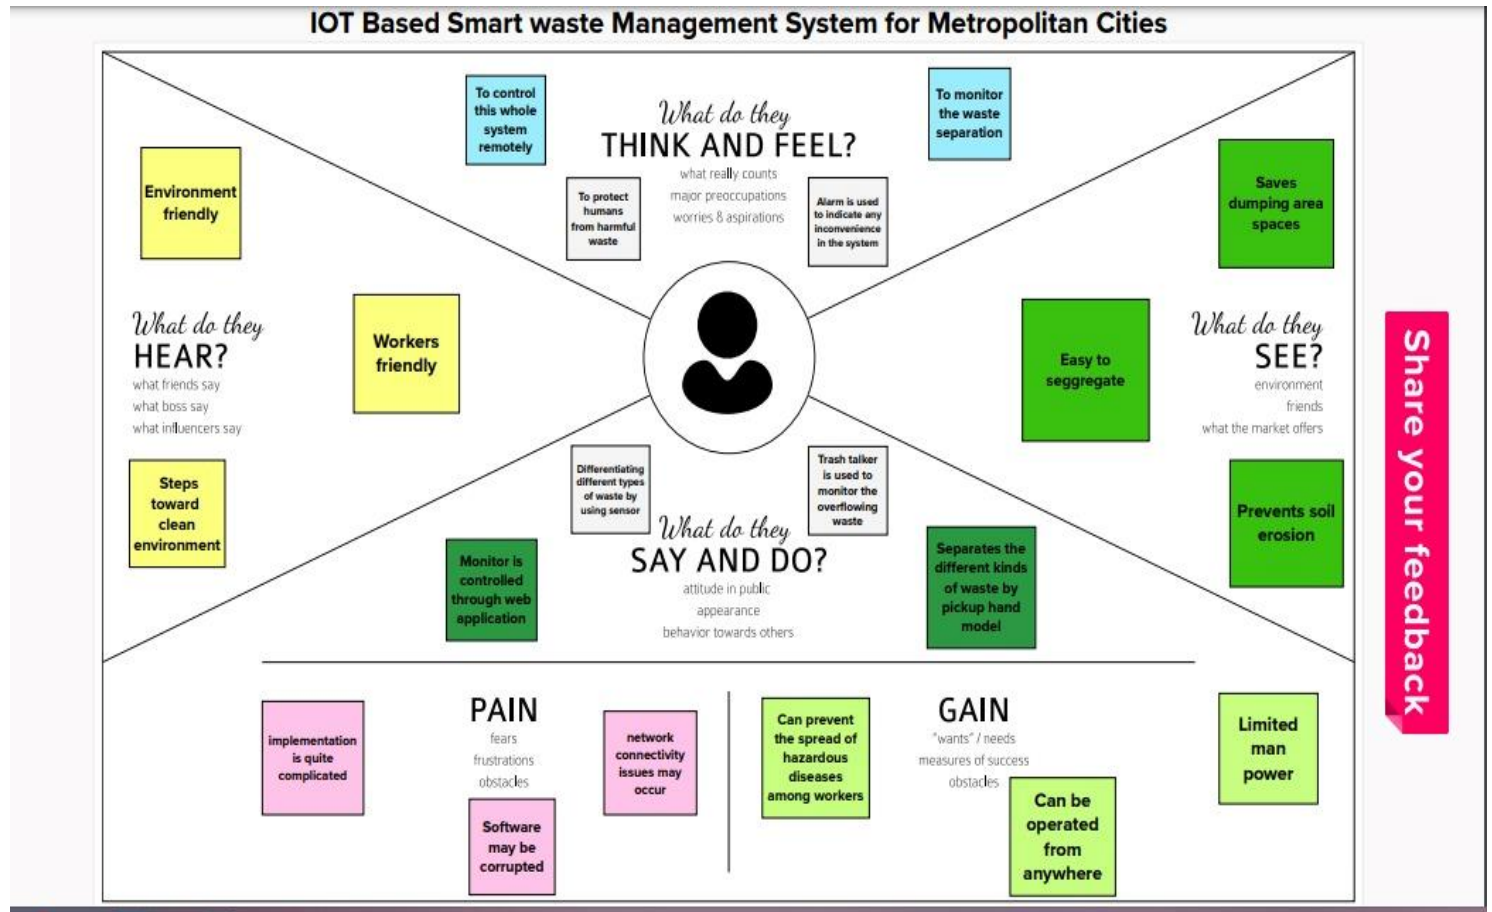 IOT Based Smart waste Management System for Metropolitan Cities
To control
this whole
system
remotely
What do they
THINK AND FEEL?
what really counts
major preoccupations
worries & aspirations
To monitor
the waste
separation
To protect
humans
from harmful
waste
Alarm is used
to indicate any
inconvenience
in the system
Environment
friendly
What do they
HEAR?
what friends say
what boss say
what influencers say
Workers
friendly
Steps
toward
clean
environment
Saves
dumping area
spaces
Easy to
seggregate
What do they
SEE?
environment
friends
what the market offers
Prevents soil
erosion
Differentiating
different types
of waste by
using sensor
Trash talker
is used to
monitor the
overflowing
waste
What do they
SAY AND DO?
attitude in public
appearance
behavior towards others
Monitor is
controlled
through web
application
Separates the
different kinds
of waste by
pickup hand
model
PAIN
fears
frustrations
obstacles
implementation
is quite
complicated
network
connectivity
issues may
occur
Software
may be
corrupted
GAIN
"wants" / needs
measures of success
obstacles
Can prevent
the spread of
hazardous
diseases
among workers
Can be
operated
from
anywhere
Limited
man
power
Share your feedback